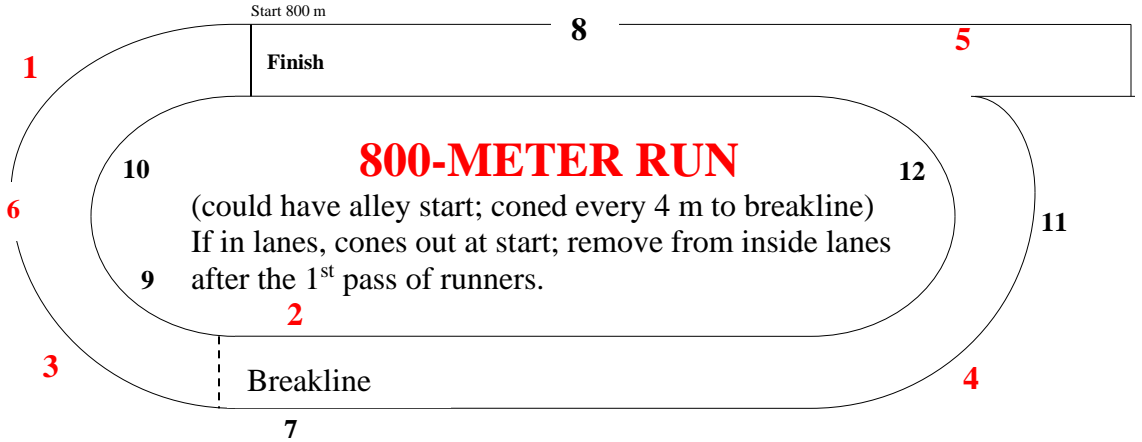 Start 800 m
8
5
1
Finish
10
800-METER RUN
12
6
(could have alley start; coned every 4 m to breakline)
11
If in lanes, cones out at start; remove from inside lanes
9
after the 1st pass of runners.
2
3
Breakline
4
7